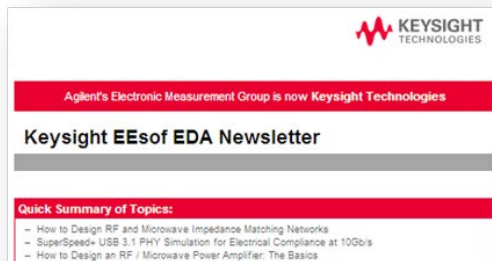 KEYSIGHT
TECHNOLOGIES
Agilent's Electronic Measurement Group is now Keysight Technologies
Keysight EEsof EDA Newsletter
Quick Summary of Topics:
– How to Design RF and Microwave Impedance Matching Networks
– SuperSpeed+ USB 3.1 PHY Simulation for Electrical Compliance at 10Gb/s
– How to Design an RF / Microwave Power Amplifier: The Basics